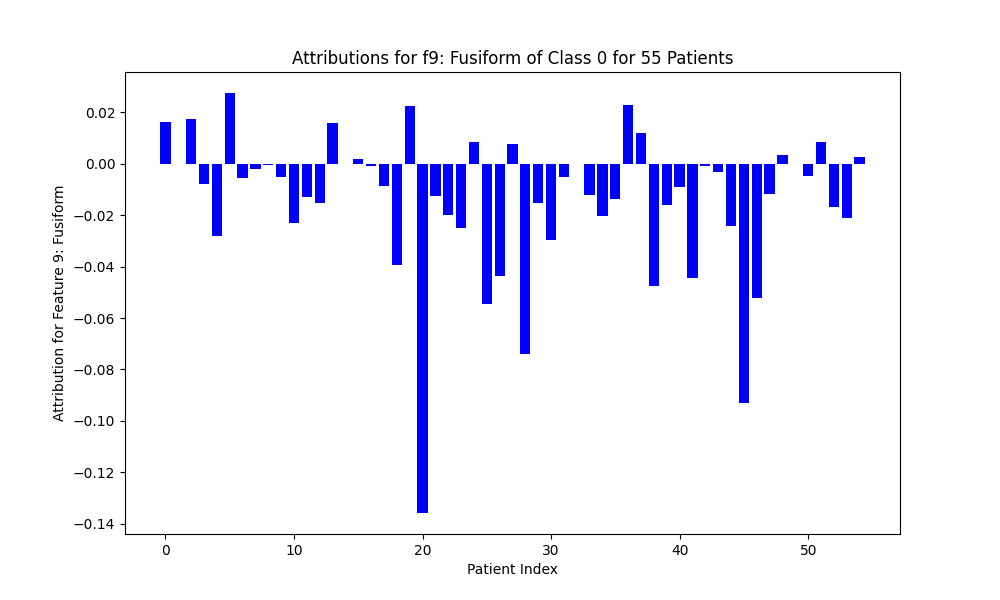 Attributions for f9: Fusiform of Class 0 for 55 Patients
Attribution for Feature 9: Fusiform
0.02
0.00
−0.02
−0.04
−0.06
−0.08
−0.10
−0.12
−0.14
0 10 20 30 40 50
Patient Index